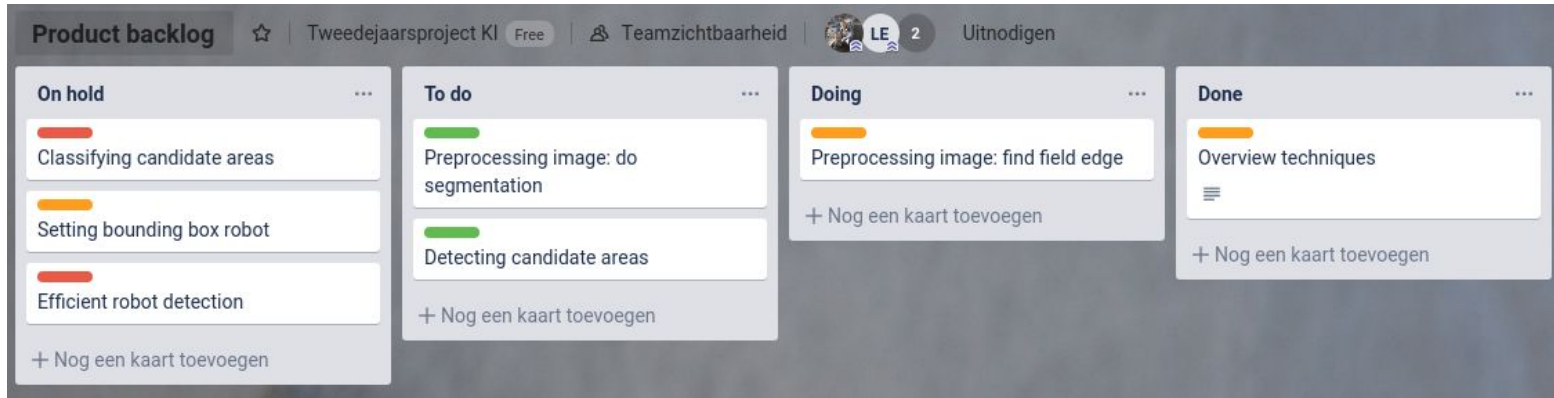 Product backlog Tweedejaarsproject KI Free Teamzichtbaarheid LE 2 Uitnodigen
On hold ...
Classifying candidate areas
Setting bounding box robot
Efficient robot detection
+ Nog een kaart toevoegen
To do ...
Preprocessing image: do
segmentation
Detecting candidate areas
+ Nog een kaart toevoegen
Doing ...
Preprocessing image: find field edge
+ Nog een kaart toevoegen
Done ...
Overview techniques
+ Nog een kaart toevoegen